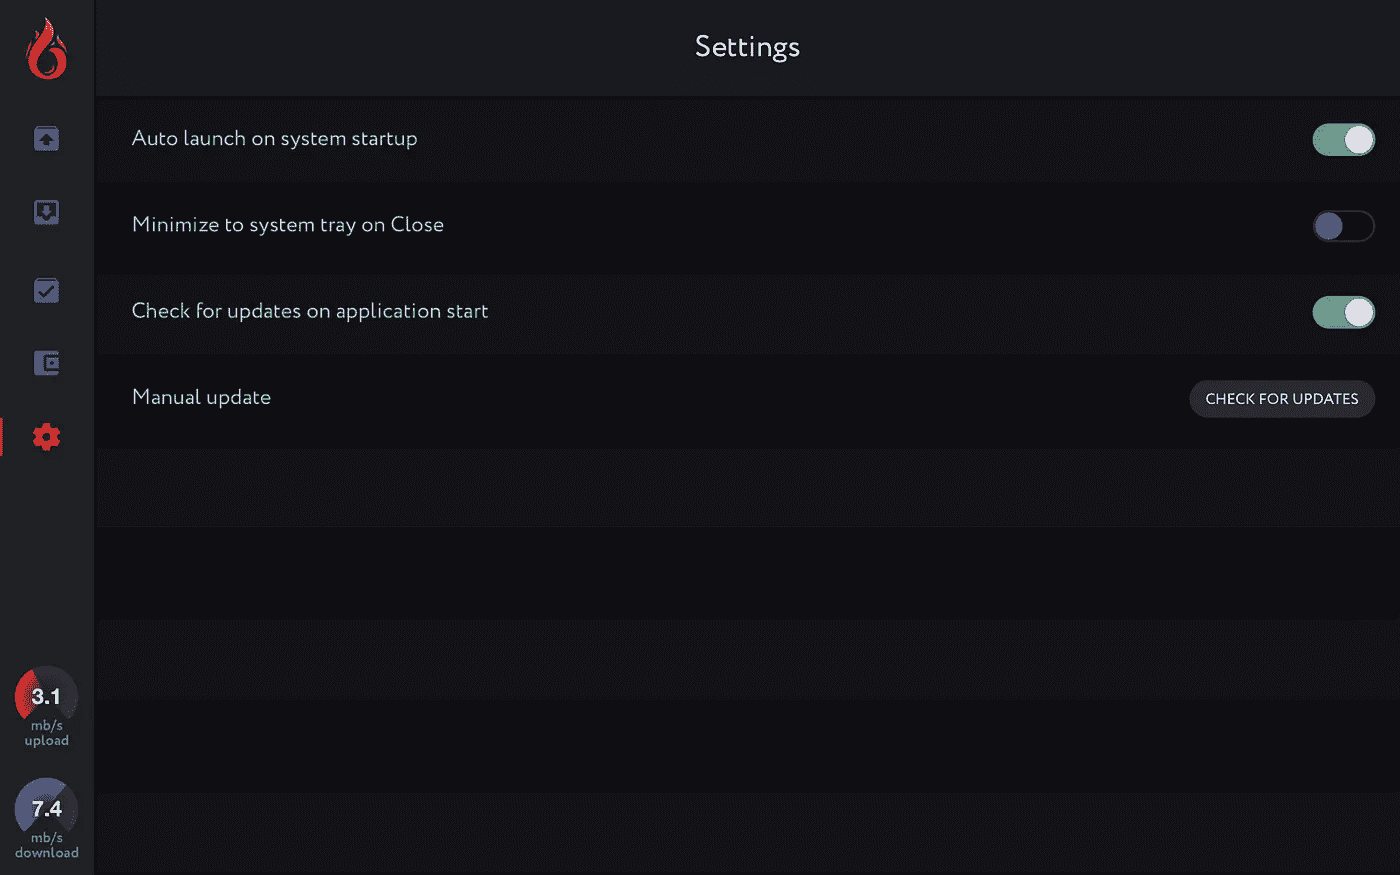 Settings
Auto launch on system startup
Minimize to system tray on Close
Check for updates on application start
Manual update
CHECK FOR UPDATES
3.1
mb/s
upload
7.4
mb/s
download